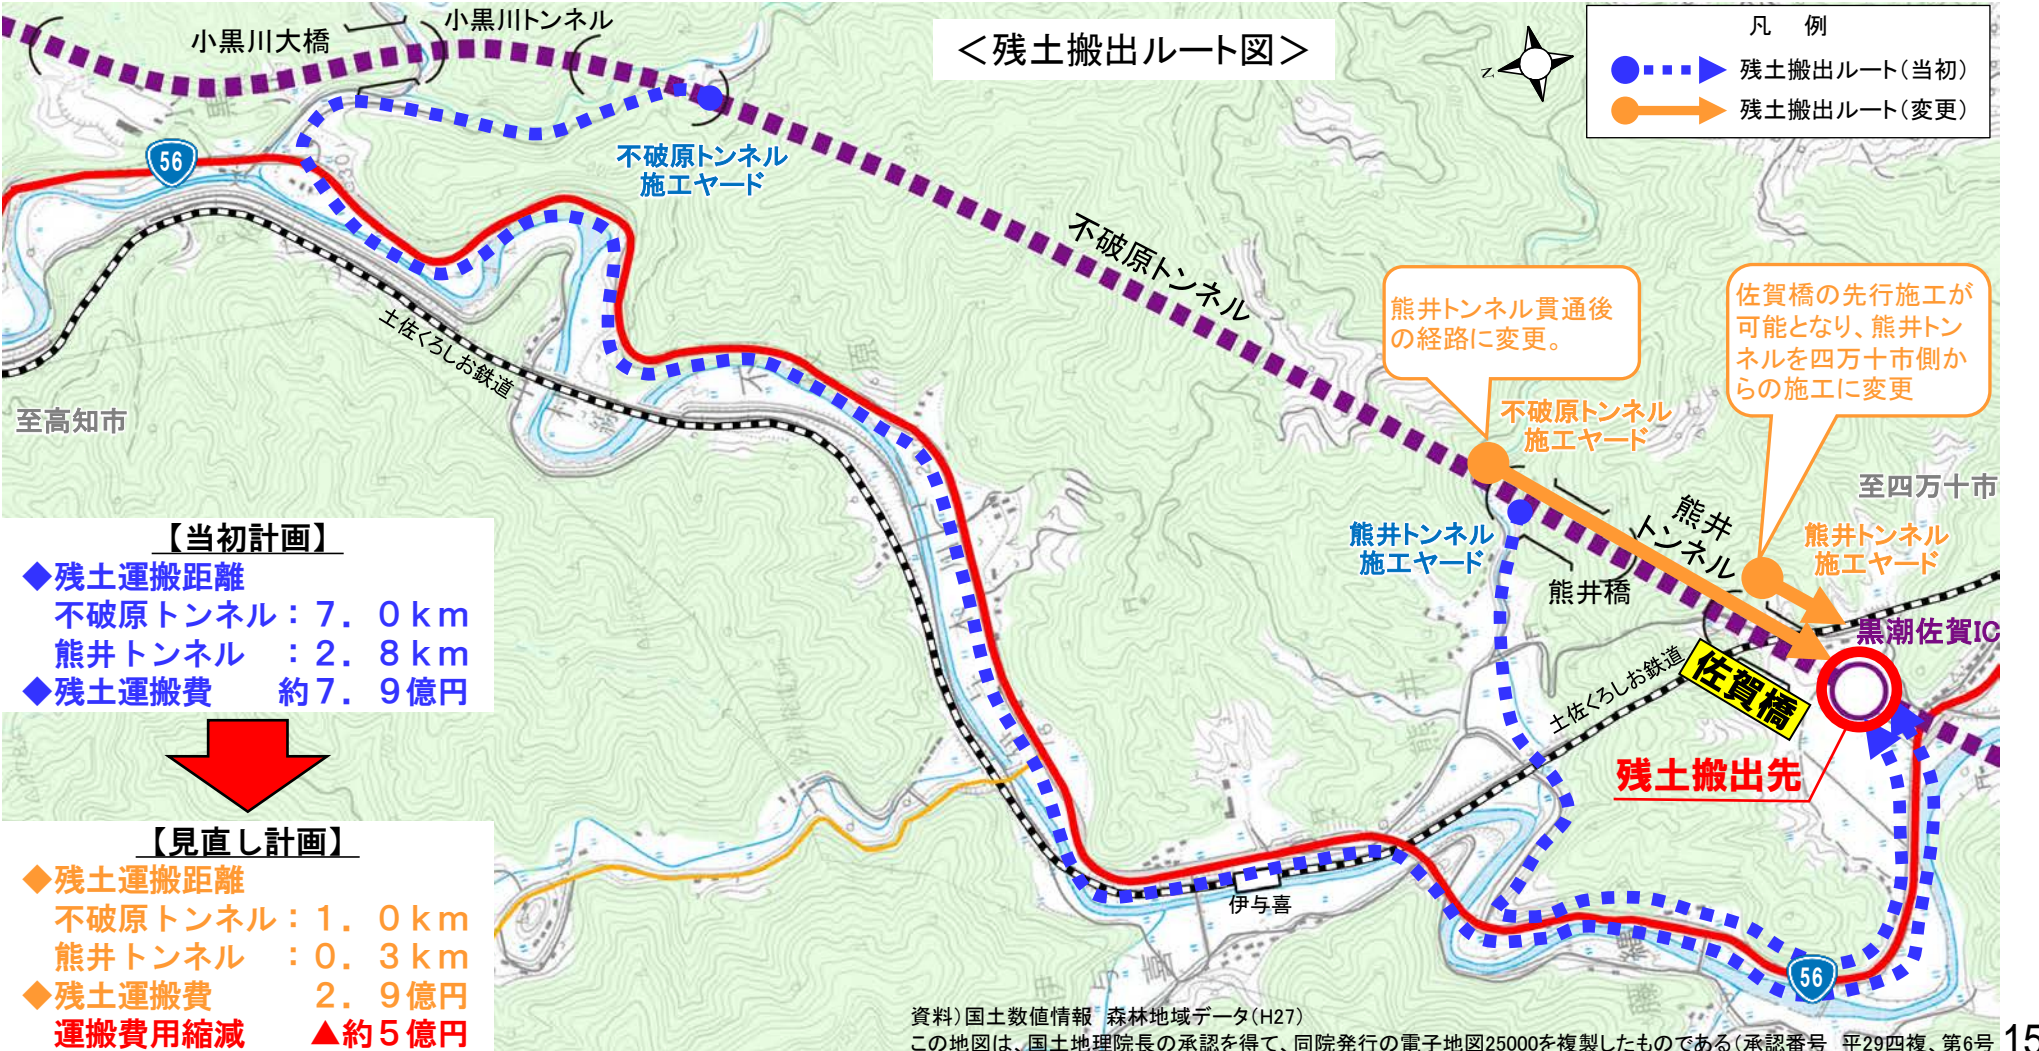 <残土搬出ルート図>
凡 例
残土搬出ルート(当初)
残土搬出ルート(変更)
N
小黒川大橋
小黒川トンネル
56
不破原トンネル
施工ヤード
不破原トンネル
土佐くろしお鉄道
至高知市
熊井トンネル貫通後
の経路に変更。
佐賀橋の先行施工が
可能となり、熊井トン
ネルを四万十市側か
らの施工に変更
不破原トンネル
施工ヤード
至四万十市
熊井
トンネル
熊井トンネル
施工ヤード
熊井トンネル
施工ヤード
熊井橋
黒潮佐賀IC
土佐くろしお鉄道
佐賀橋
残土搬出先
伊与喜
56
【当初計画】
◆残土運搬距離
不破原トンネル:7.0km
熊井トンネル :2.8km
◆残土運搬費 約7.9億円
【見直し計画】
◆残土運搬距離
不破原トンネル:1.0km
熊井トンネル :0.3km
◆残土運搬費 2.9億円
運搬費用縮減 ▲約5億円
資料)国土数値情報 森林地域データ(H27)
この地図は、国土地理院長の承認を得て、同院発行の電子地図25000を複製したものである(承認番号 平29四複、第6号
15